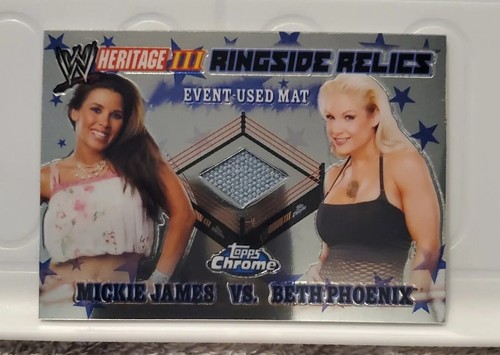 W HERITAGE III RINGSIDE RELICS
EVENT-USED MAT
Topps
Chrome
MICKIE JAMES VS. BETH PHOENIX